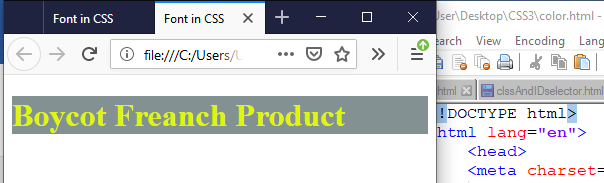 Font in CSS
Font in CSS
User\Desktop\CSS3\color.html -
earch View Encoding
file:///C:/Users/
html
clssAndIDselector.html
Boycot Freanch Product
!DOCTYPE html>
html lang="en">
<head>
<meta charset=